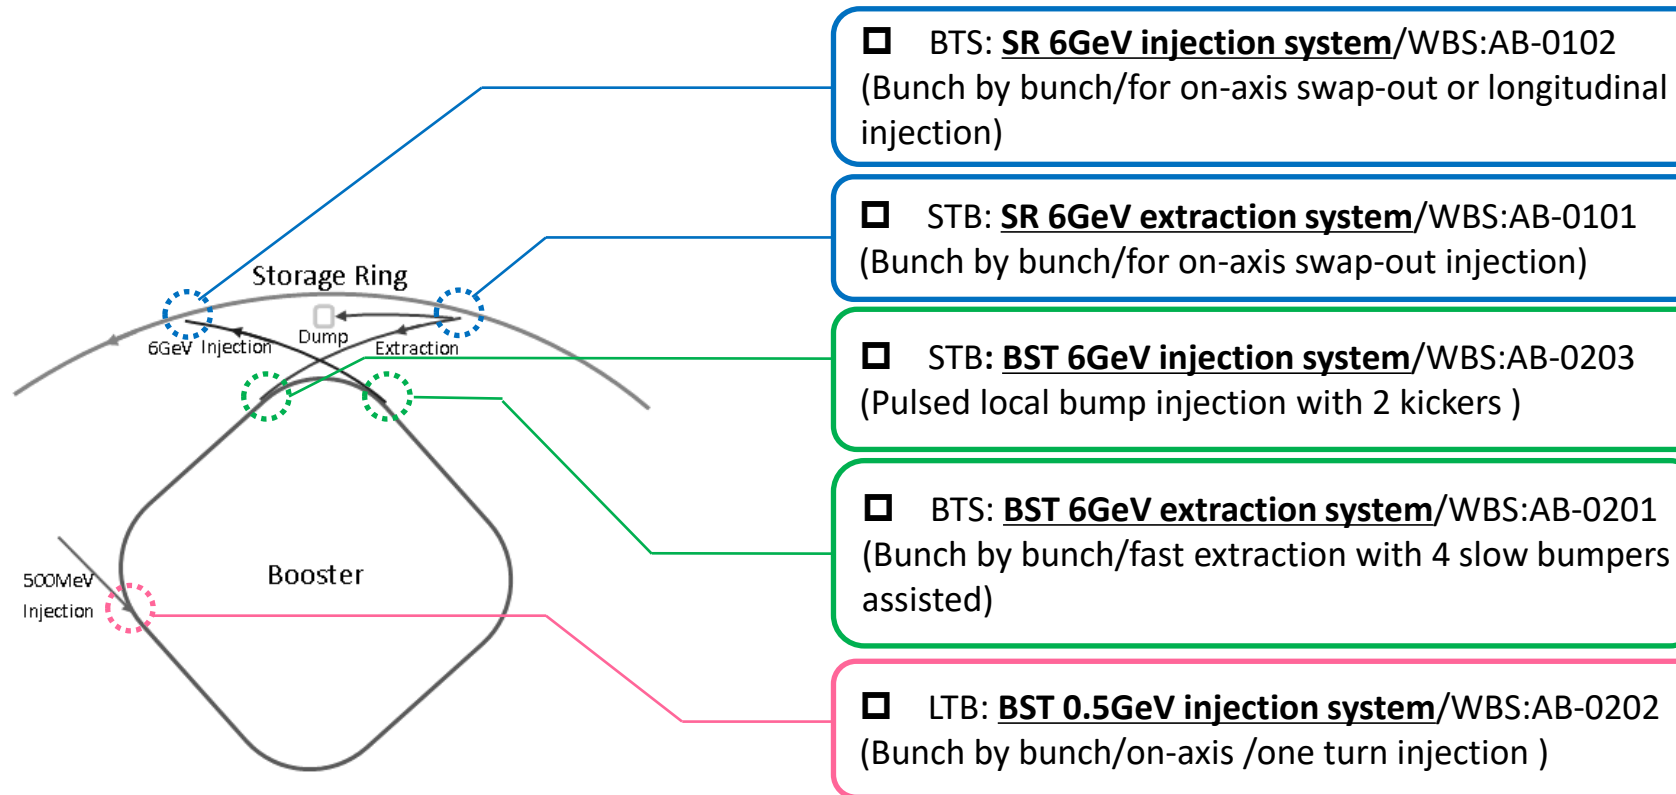 Storage Ring
Dump
6GeV Injection
Extraction
500MeV
Injection
Booster
BTS: SR 6GeV injection system/WBS:AB-0102
(Bunch by bunch/for on-axis swap-out or longitudinal
injection)
STB: SR 6GeV extraction system/WBS:AB-0101
(Bunch by bunch/for on-axis swap-out injection)
STB: BST 6GeV injection system/WBS:AB-0203
(Pulsed local bump injection with 2 kickers )
BTS: BST 6GeV extraction system/WBS:AB-0201
(Bunch by bunch/fast extraction with 4 slow bumpers
assisted)
LTB: BST 0.5GeV injection system/WBS:AB-0202
(Bunch by bunch/on-axis /one turn injection )